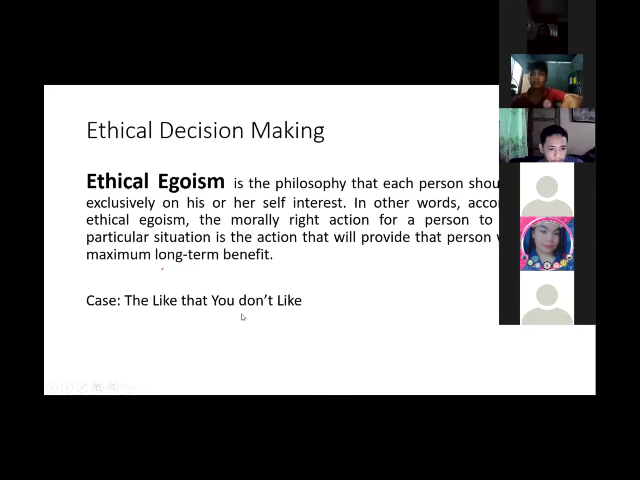 Ethical Decision Making
Ethical Egoism is the philosophy that each person
exclusively on his or her self interest. In other words,
ethical egoism, the morally right action for a person to
particular situation is the action that will provide that person
maximum long-term benefit.
Case: The Like that You don't Like